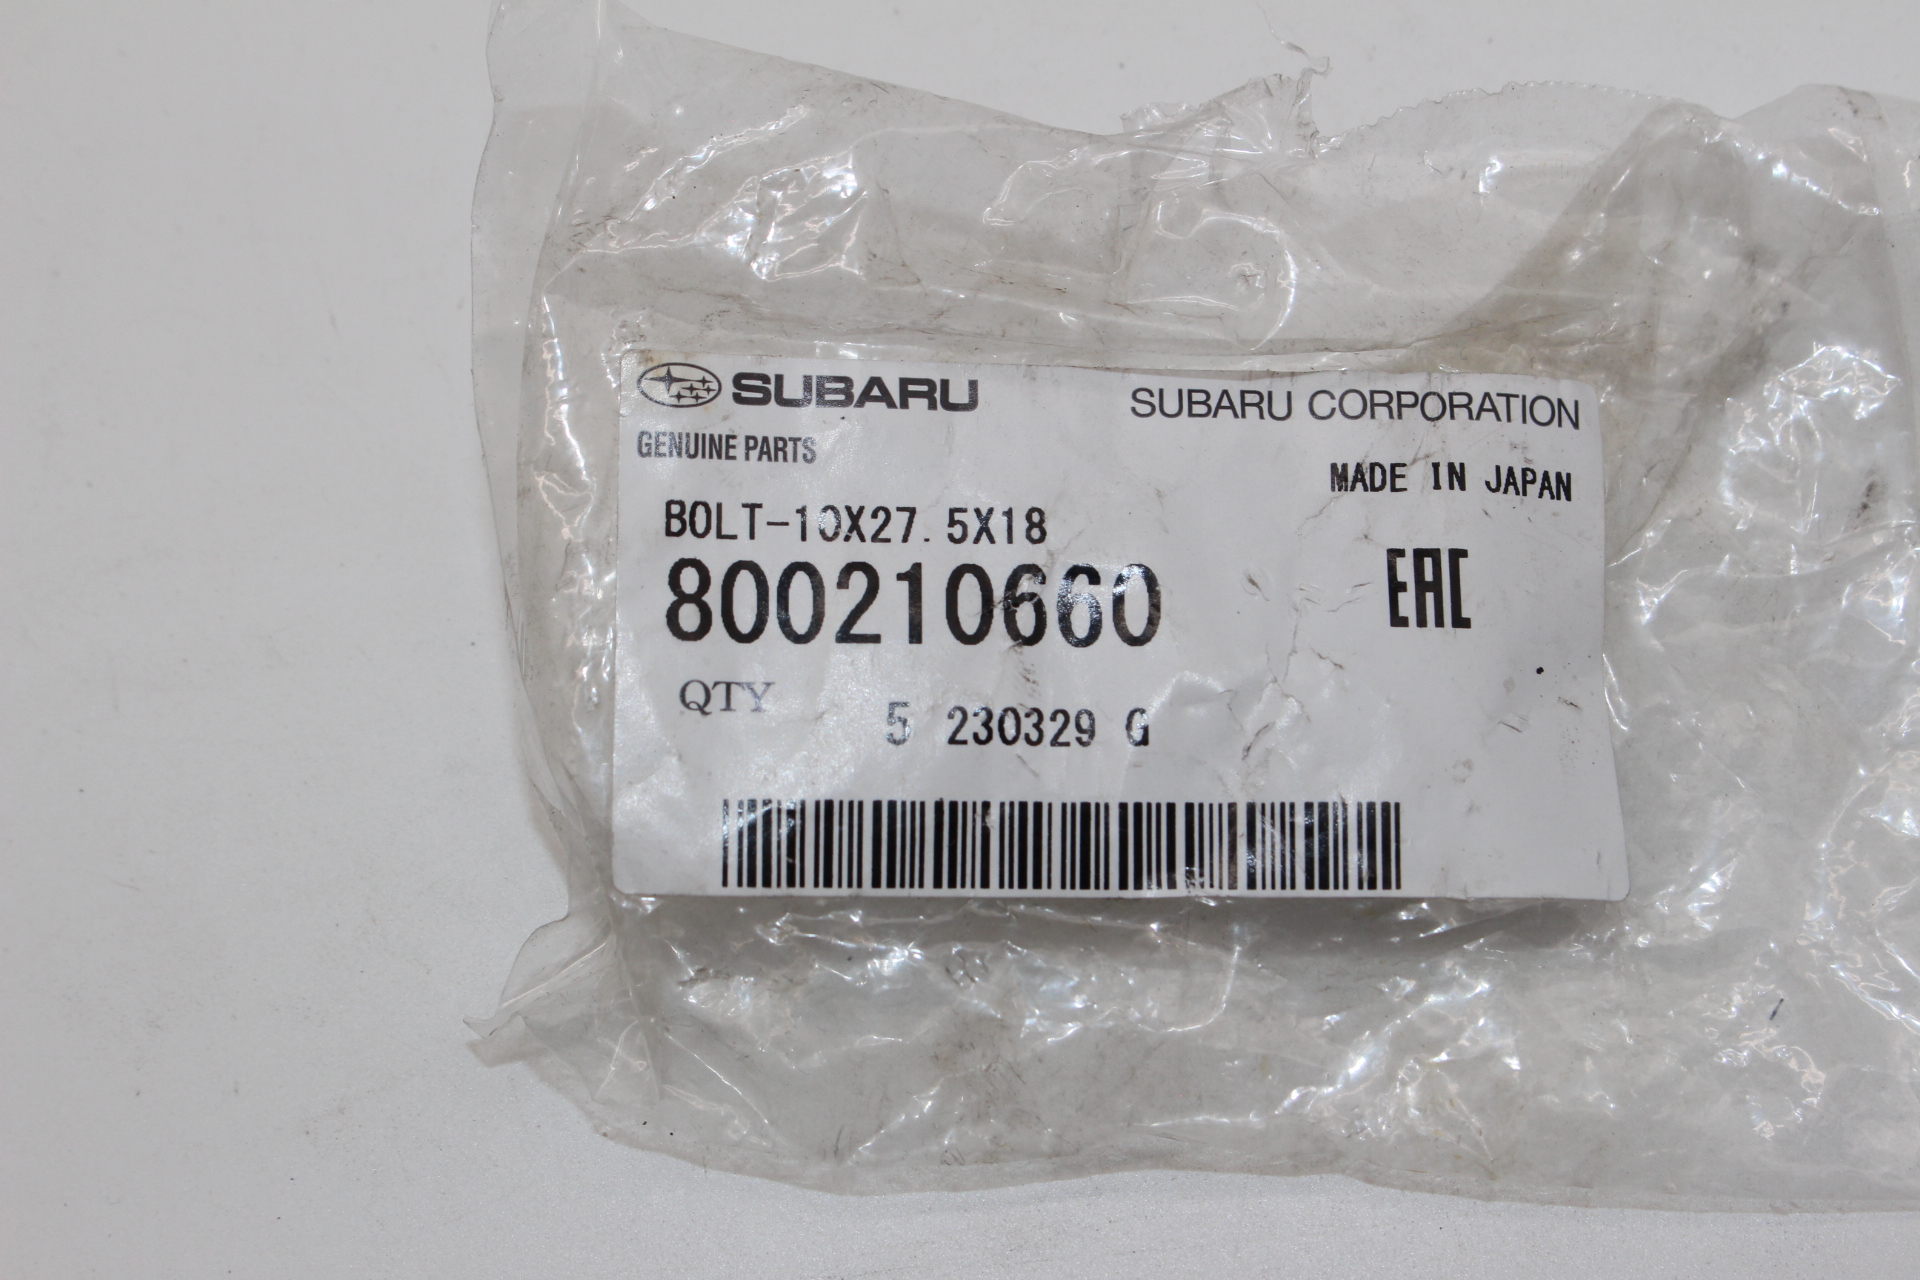 SUBARU SUBARU CORPORATION
GENUINE PARTS
MADE IN JAPAN
BOLT-10X27.5X18
800210660
EAC
QTY 5 230329 G